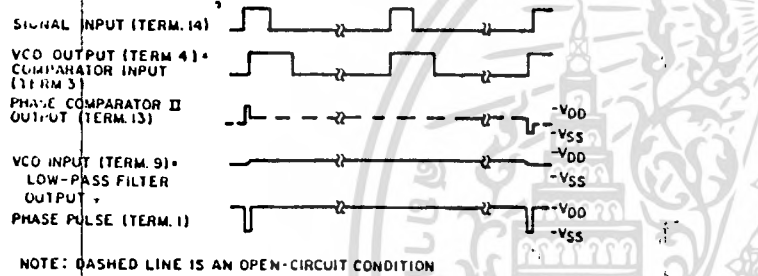 SIGNAL INPUT (TERM. 14)
VCO OUTPUT (TERM 4) =
COMPARATOR INPUT
(TERM 3)
PHASE COMPARATOR II
OUTPUT (TERM. 13)
-VDD
-VSS
VCO INPUT (TERM. 9) =
LOW-PASS FILTER
OUTPUT
-VDD
-VSS
PHASE PULSE (TERM. 1)
-VDD
-VSS
NOTE: DASHED LINE IS AN OPEN-CIRCUIT CONDITION